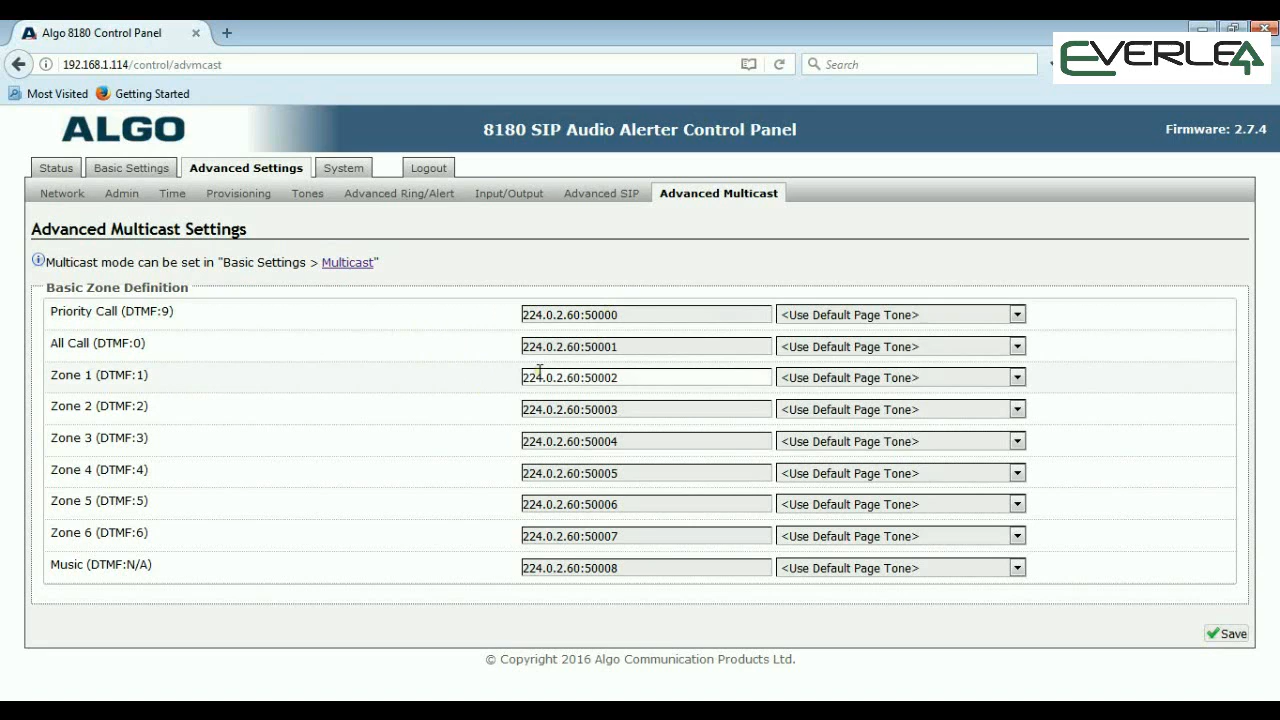 Algo 8180 Control Panel
192.168.1.114/control/advmcast
Search
EVERLE4
Most Visited
Getting Started
ALGO
8180 SIP Audio Alerter Control Panel
Firmware: 2.7.4
Status Basic Settings Advanced Settings System Logout
Network Admin Time Provisioning Tones Advanced Ring/Alert Input/Output Advanced SIP Advanced Multicast
Advanced Multicast Settings
Multicast mode can be set in "Basic Settings > Multicast"
Basic Zone Definition
Priority Call (DTMF:9) 224.0.2.60:50000 <Use Default Page Tone>
All Call (DTMF:0) 224.0.2.60:50001 <Use Default Page Tone>
Zone 1 (DTMF:1) 224.0.2.60:50002 <Use Default Page Tone>
Zone 2 (DTMF:2) 224.0.2.60:50003 <Use Default Page Tone>
Zone 3 (DTMF:3) 224.0.2.60:50004 <Use Default Page Tone>
Zone 4 (DTMF:4) 224.0.2.60:50005 <Use Default Page Tone>
Zone 5 (DTMF:5) 224.0.2.60:50006 <Use Default Page Tone>
Zone 6 (DTMF:6) 224.0.2.60:50007 <Use Default Page Tone>
Music (DTMF:N/A) 224.0.2.60:50008 <Use Default Page Tone>
Save
© Copyright 2016 Algo Communication Products Ltd.